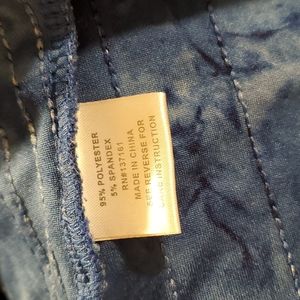 95% POLYESTER
5% SPANDEX
RN#137161
MADE IN CHINA
SEE REVERSE FOR
CARE INSTRUCTION